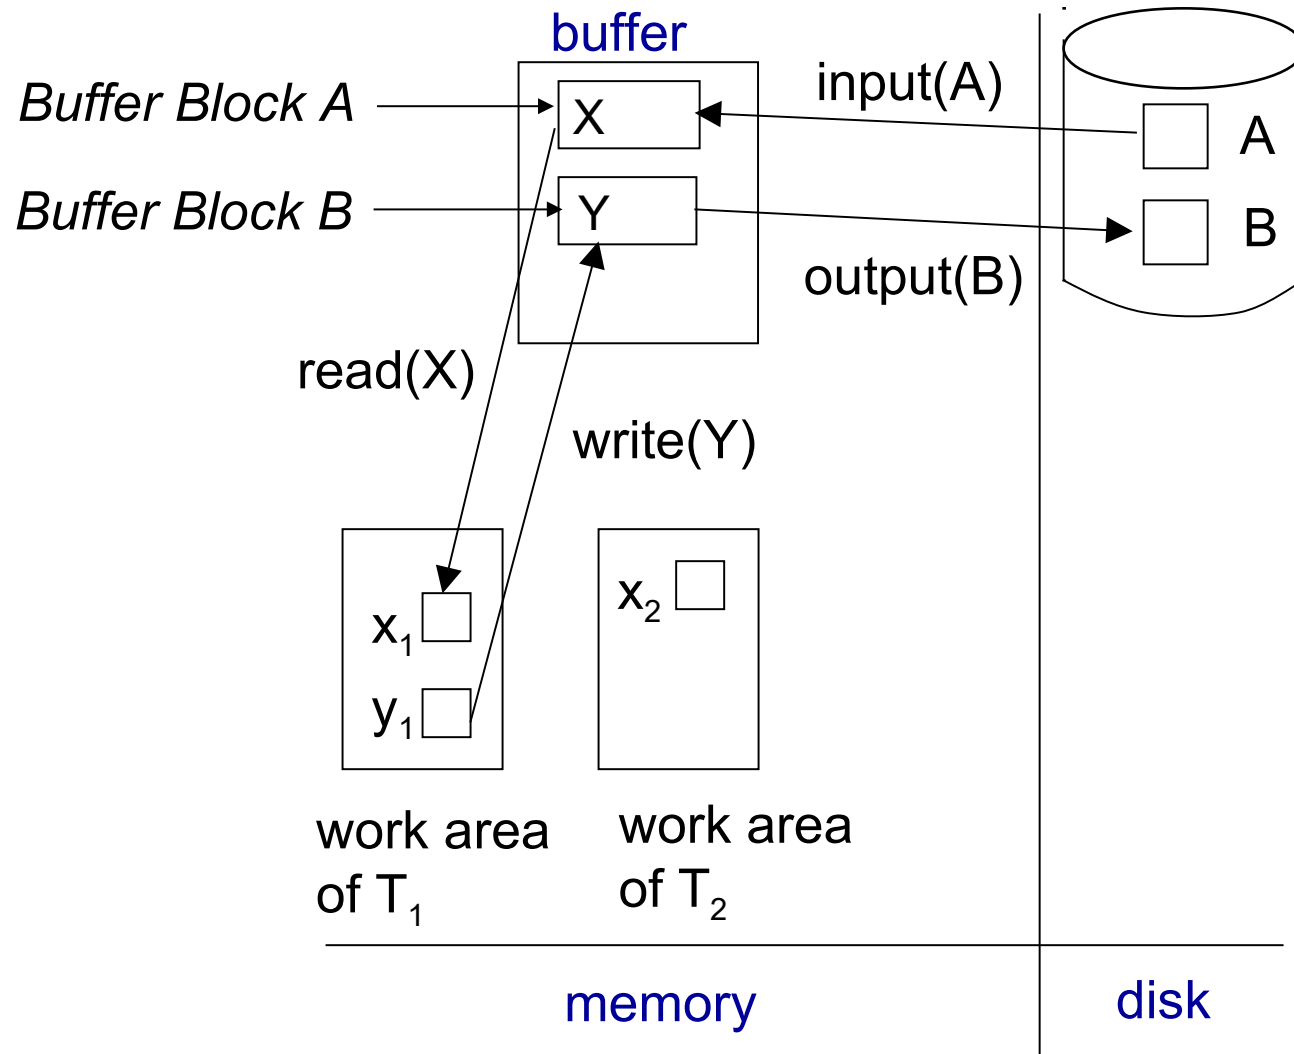 buffer
Buffer Block A
X
input(A)
A
Buffer Block B
Y
B
output(B)
read(X)
write(Y)
x₁
y₁
x₂
work area
of T₁
work area
of T₂
memory
disk